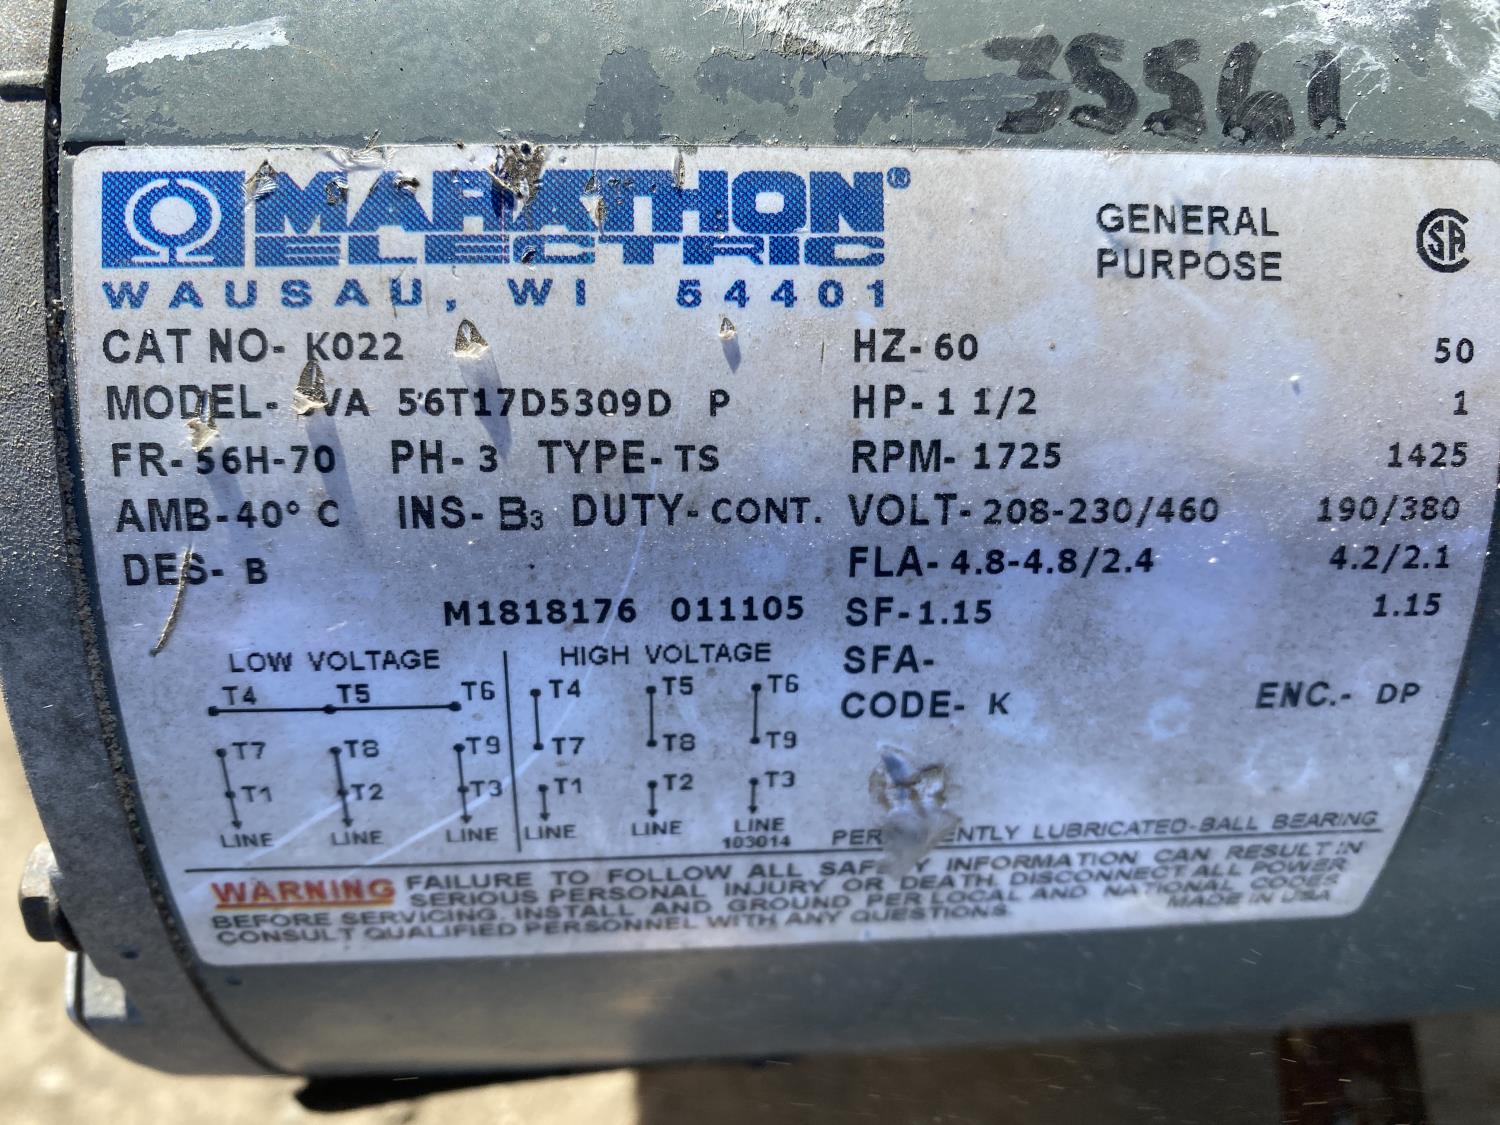 35561
MARATHON®
ELECTRIC
WAUSAU, WI 54401
GENERAL
PURPOSE
CSA
CAT NO- K022
HZ-60 50
MODEL- VA 56T17D5309D P
HP-1 1/2 1
FR-56H-70 PH-3 TYPE-TS
RPM-1725 1425
AMB-40° C INS-B3 DUTY-CONT.
VOLT-208-230/460 190/380
DES-B
FLA-4.8-4.8/2.4 4.2/2.1
M1818176 011105
SF-1.15 1.15
SFA-
CODE-K ENC.-DP
LOW VOLTAGE
T4 T5 T6
T7 T8 T9
T1 T2 T3
LINE LINE LINE
HIGH VOLTAGE
T4 T5 T6
T7 T8 T9
T1 T2 T3
LINE LINE LINE
103014
LUBRICATED-BALL BEARING
WARNING FAILURE TO FOLLOW ALL SAFETY INFORMATION CAN RESULT IN
SERIOUS PERSONAL INJURY OR DEATH. DISCONNECT ALL POWER
BEFORE SERVICING. INSTALL AND GROUND PER LOCAL AND NATIONAL CODES.
CONSULT QUALIFIED PERSONNEL WITH ANY QUESTIONS.
MADE IN USA